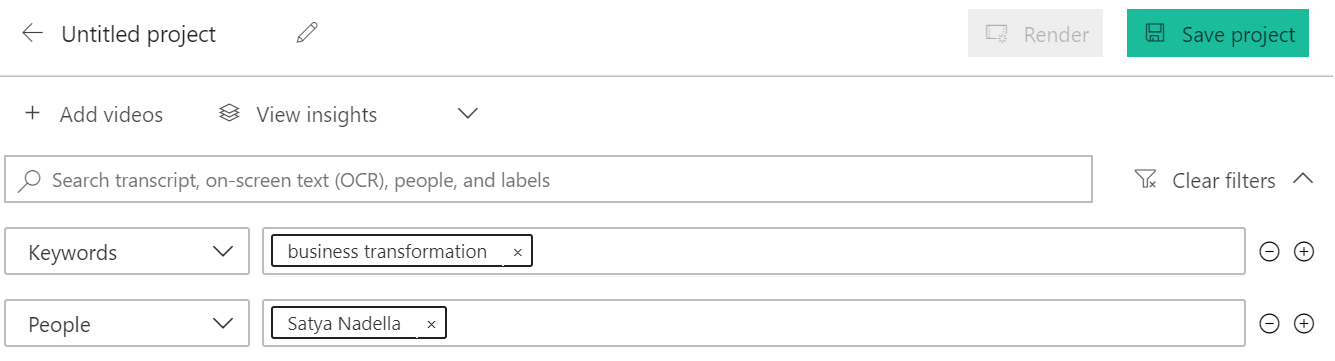 Untitled project Render Save project
Add videos View insights
Search transcript, on-screen text (OCR), people, and labels Clear filters
Keywords business transformation ×
People Satya Nadella ×